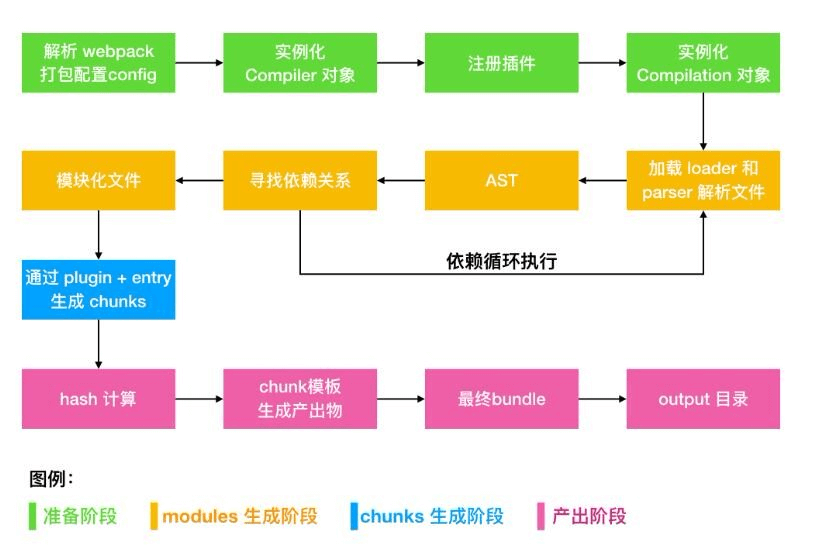 解析 webpack
打包配置config
实例化
Compiler 对象
注册插件
实例化
Compilation 对象
模块化文件
寻找依赖关系
AST
加载 loader 和
parser 解析文件
依赖循环执行
通过 plugin + entry
生成 chunks
hash 计算
chunk模板
生成产出物
最终bundle
output 目录
图例：
准备阶段
modules 生成阶段
chunks 生成阶段
产出阶段